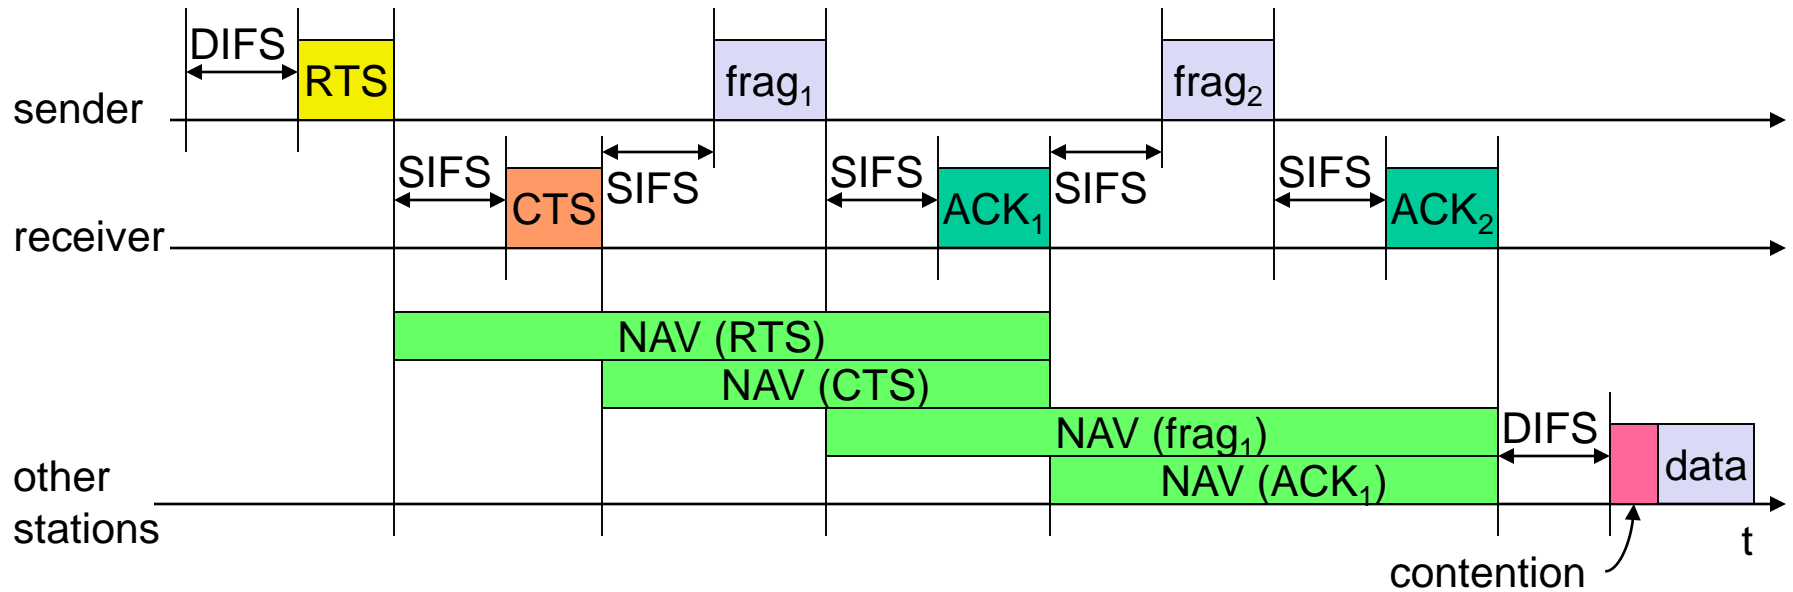 DIFS
RTS
frag₁
frag₂
sender
SIFS
CTS
SIFS
SIFS
ACK₁
SIFS
SIFS
ACK₂
receiver
NAV (RTS)
NAV (CTS)
NAV (frag₁)
DIFS
NAV (ACK₁)
data
other
stations
t
contention